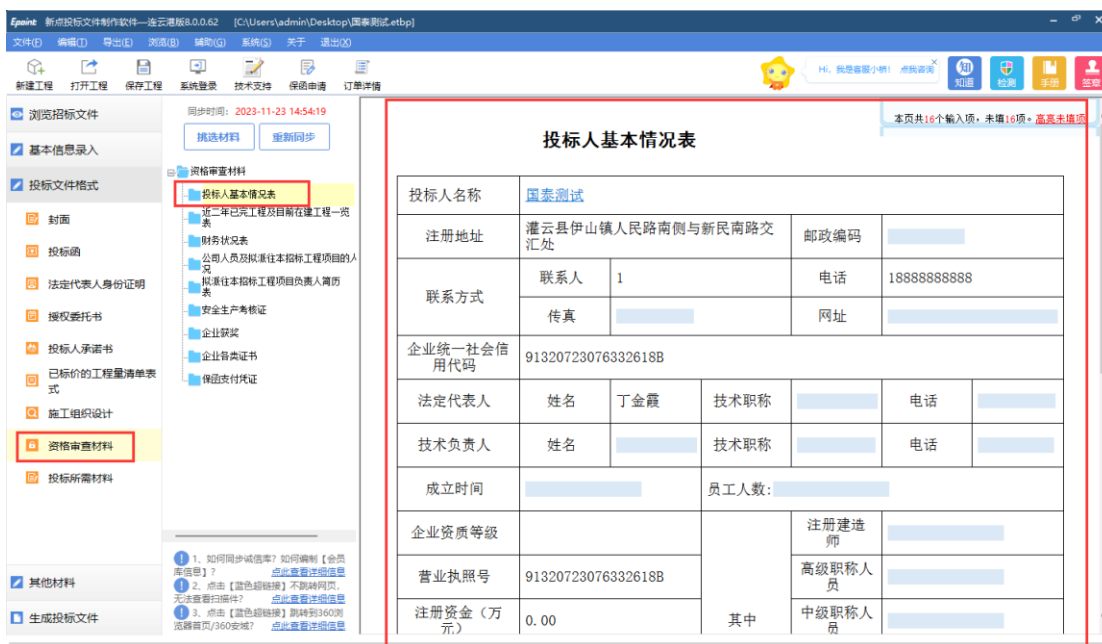 Epoint 新点投标文件制作软件—连云港版8.0.0.62 [C:\Users\admin\Desktop\国泰测试.etbp]
文件(F) 编辑(I) 导出(E) 浏览(B) 辅助(G) 系统(S) 关于 退出(X)
新建工程 打开工程 保存工程 系统登录 技术支持 保函申请 订单详情
Hi, 我是客服小桥! 点我咨询
知道 检测 手册 签章
浏览招标文件
基本信息录入
投标文件格式
封面
投标函
法定代表人身份证明
授权委托书
投标人承诺书
已标价的工程量清单表
式
施工组织设计
资格审查材料
投标所需材料
其他材料
生成投标文件
同步时间: 2023-11-23 14:54:19
挑选材料 重新同步
资格审查材料
投标人基本情况表
近二年已完工程及目前在建工程一览
表
财务状况表
公司人员及拟派往本招标工程项目的人
况
拟派往本招标工程项目负责人简历
表
安全生产考核证
企业获奖
企业各类证书
保函支付凭证
1、如何同步诚信库? 如何编制【会员
库信息】? 点此查看详细信息
2、点击【蓝色超链接】不跳转网页,
无法查看扫描件? 点此查看详细信息
3、点击【蓝色超链接】跳转到360浏
览器首页/360安域? 点此查看详细信息
本页共16个输入项, 未填16项。高亮未填项
投标人基本情况表
投标人名称 国泰测试
注册地址 灌云县伊山镇人民路南侧与新民南路交
汇处 邮政编码
联系方式 联系人 1 电话 18888888888
传真 网址
企业统一社会信
用代码 91320723076332618B
法定代表人 姓名 丁金霞 技术职称 电话
技术负责人 姓名 技术职称 电话
成立时间 员工人数:
企业资质等级 注册建造
师
营业执照号 91320723076332618B 高级职称人
员
注册资金（万
元） 0.00 其中 中级职称人
员